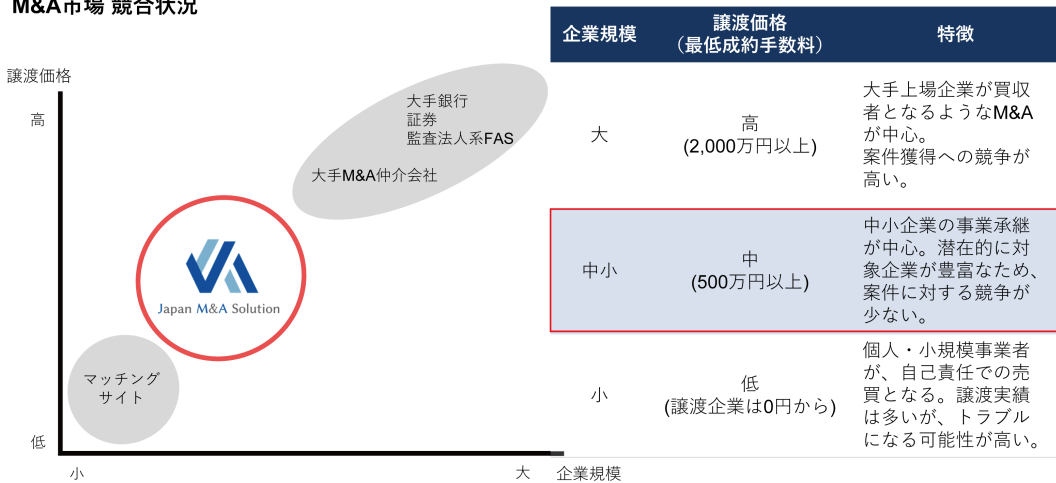 M&A市場 競合状況
譲渡価格
高
大手銀行
証券
監査法人系FAS
大手M&A仲介会社
Japan M&A Solution
マッチング
サイト
低
小
大
企業規模
企業規模
譲渡価格
（最低成約手数料）
特徴
大
高
(2,000万円以上)
大手上場企業が買収
者となるようなM&A
が中心。
案件獲得への競争が
高い。
中小
中
(500万円以上)
中小企業の事業承継
が中心。潜在的に対
象企業が豊富なため、
案件に対する競争が
少ない。
小
低
(譲渡企業は0円から)
個人・小規模事業者
が、自己責任での売
買となる。譲渡実績
は多いが、トラブル
になる可能性が高い。